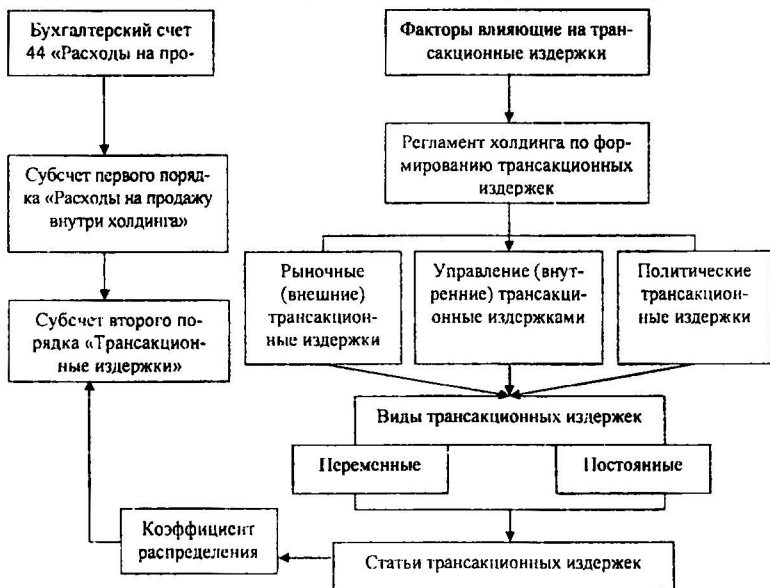 Бухгалтерский счет
44 «Расходы на про-
Субсчет первого поряд-
ка «Расходы на продажу
внутри холдинга»
Субсчет второго по-
рядка «Трансакцион-
ные издержки»
Факторы влияющие на тран-
сакционные издержки
Регламент холдинга по фор-
мированию трансакционных
издержек
Рыночные
(внешние)
трансакцион-
ные издержки
Управление (внут-
ренние) трансакци-
онные издержками
Политические
трансакцион-
ные издержки
Виды трансакционных издержек
Переменные
Постоянные
Коэффициент
распределения
Статьи трансакционных издержек